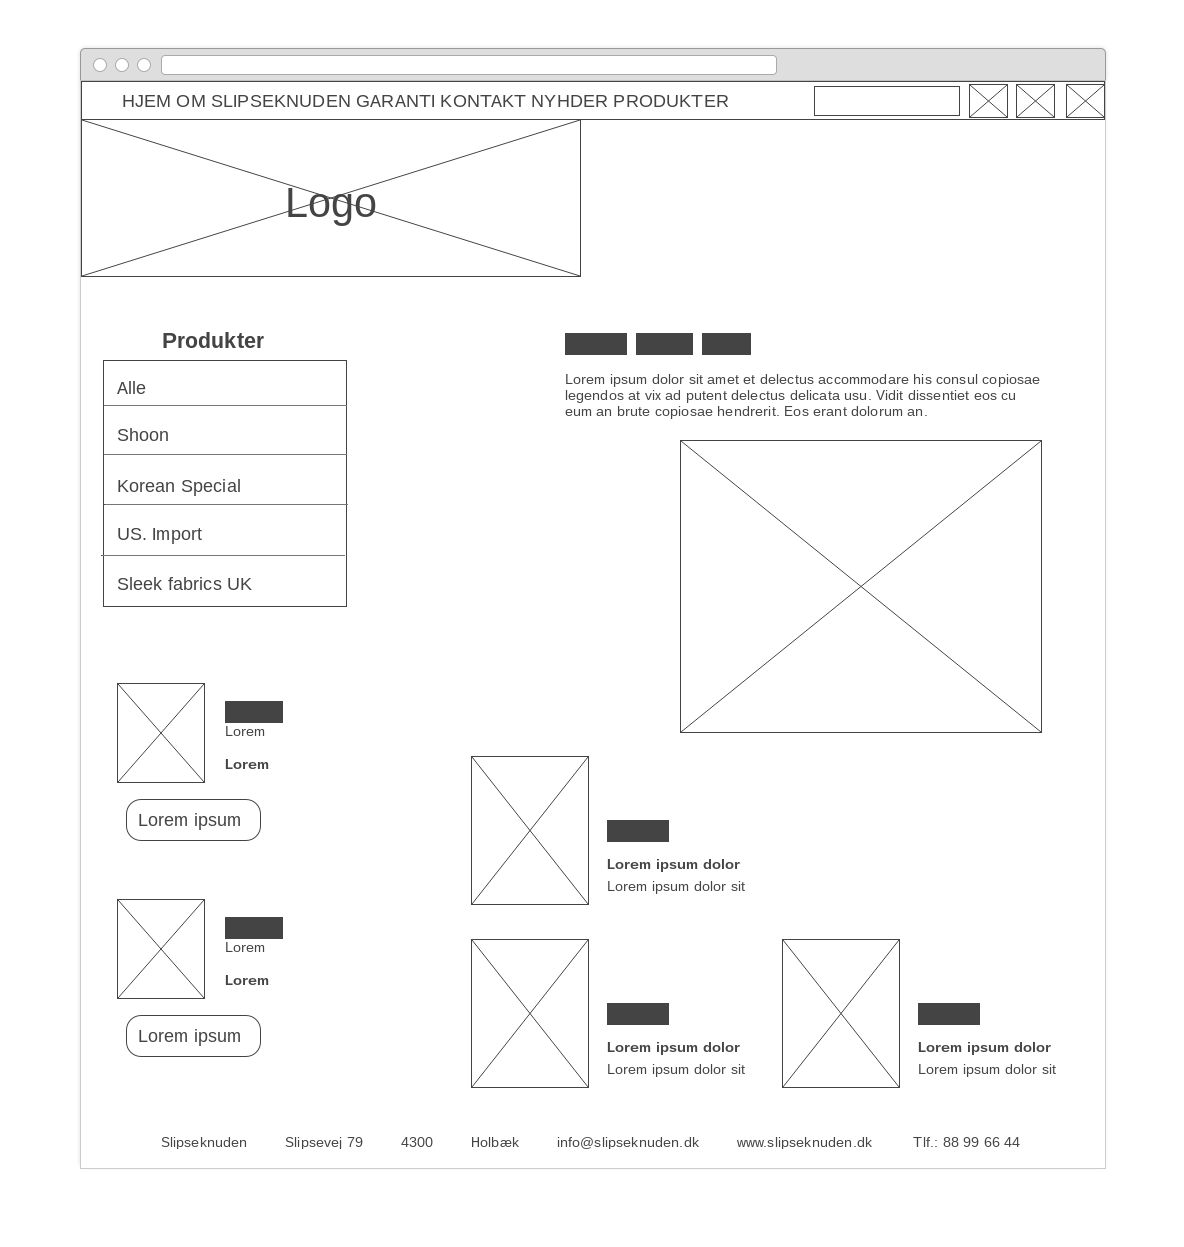 HJEM OM SLIPSEKNUDEN GARANTI KONTAKT NYHDER PRODUKTER
Logo
Produkter
Alle
Shoon
Korean Special
US. Import
Sleek fabrics UK
Lorem ipsum dolor sit amet et delectus accommodare his consul copiosae
legendos at vix ad putent delectus delicata usu. Vidit dissentiet eos cu
eum an brute copiosae hendrerit. Eos erant dolorum an.
Lorem
Lorem
Lorem ipsum
Lorem
Lorem
Lorem ipsum
Lorem ipsum dolor
Lorem ipsum dolor sit
Lorem ipsum dolor
Lorem ipsum dolor sit
Lorem ipsum dolor
Lorem ipsum dolor sit
Slipseknuden Slipsevej 79 4300 Holbæk info@slipseknuden.dk www.slipseknuden.dk Tlf.: 88 99 66 44